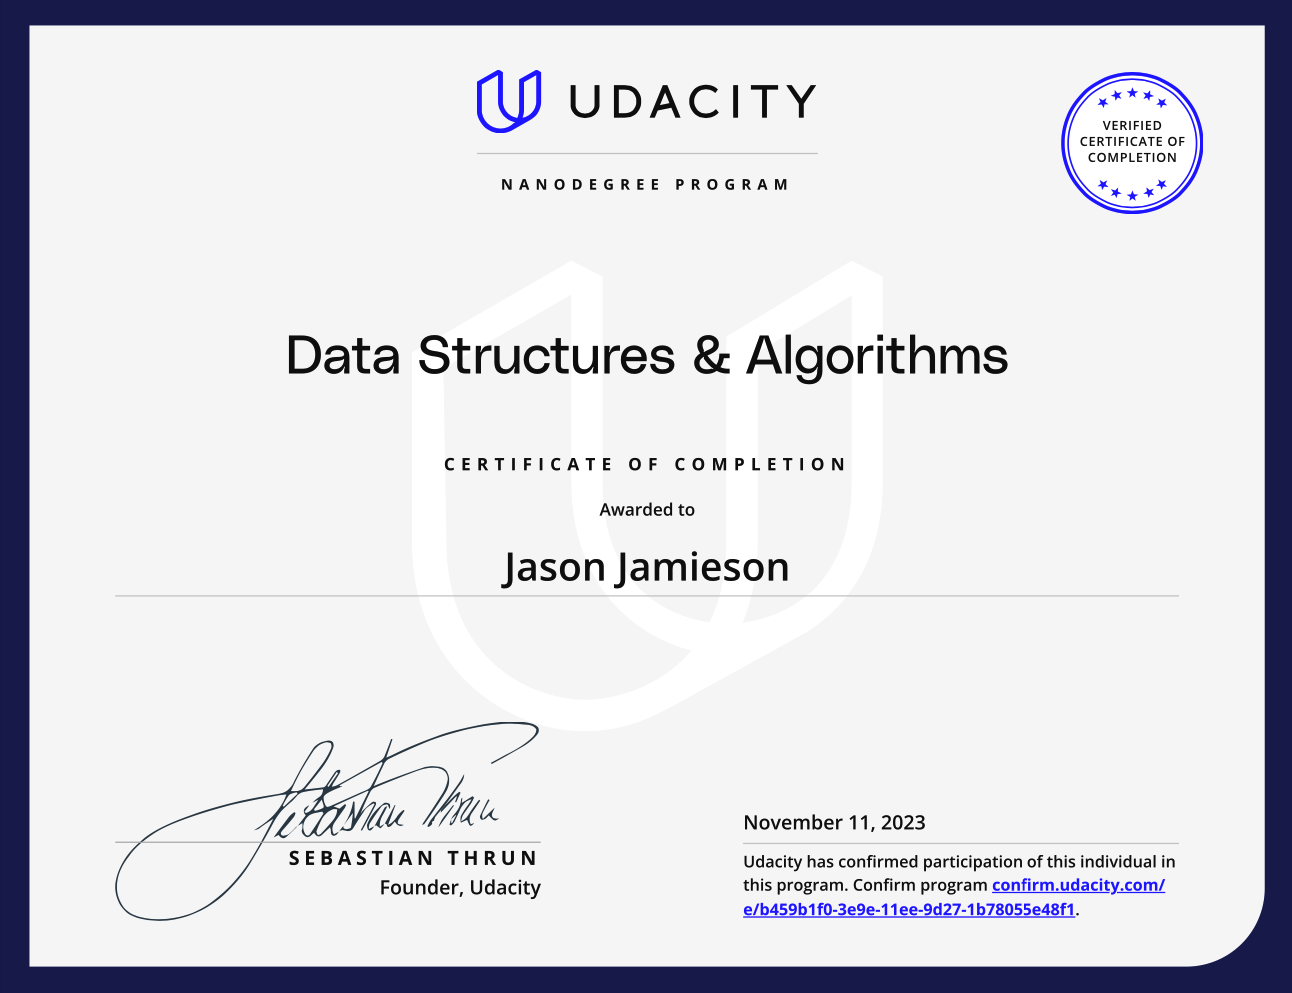 UDACITY
NANODEGREE PROGRAM
VERIFIED
CERTIFICATE OF
COMPLETION
Data Structures & Algorithms
CERTIFICATE OF COMPLETION
Awarded to
Jason Jamieson
Sebastian Thrun
SEBASTIAN THRUN
Founder, Udacity
November 11, 2023
Udacity has confirmed participation of this individual in
this program. Confirm program confirm.udacity.com/
e/b459b1f0-3e9e-11ee-9d27-1b78055e48f1.